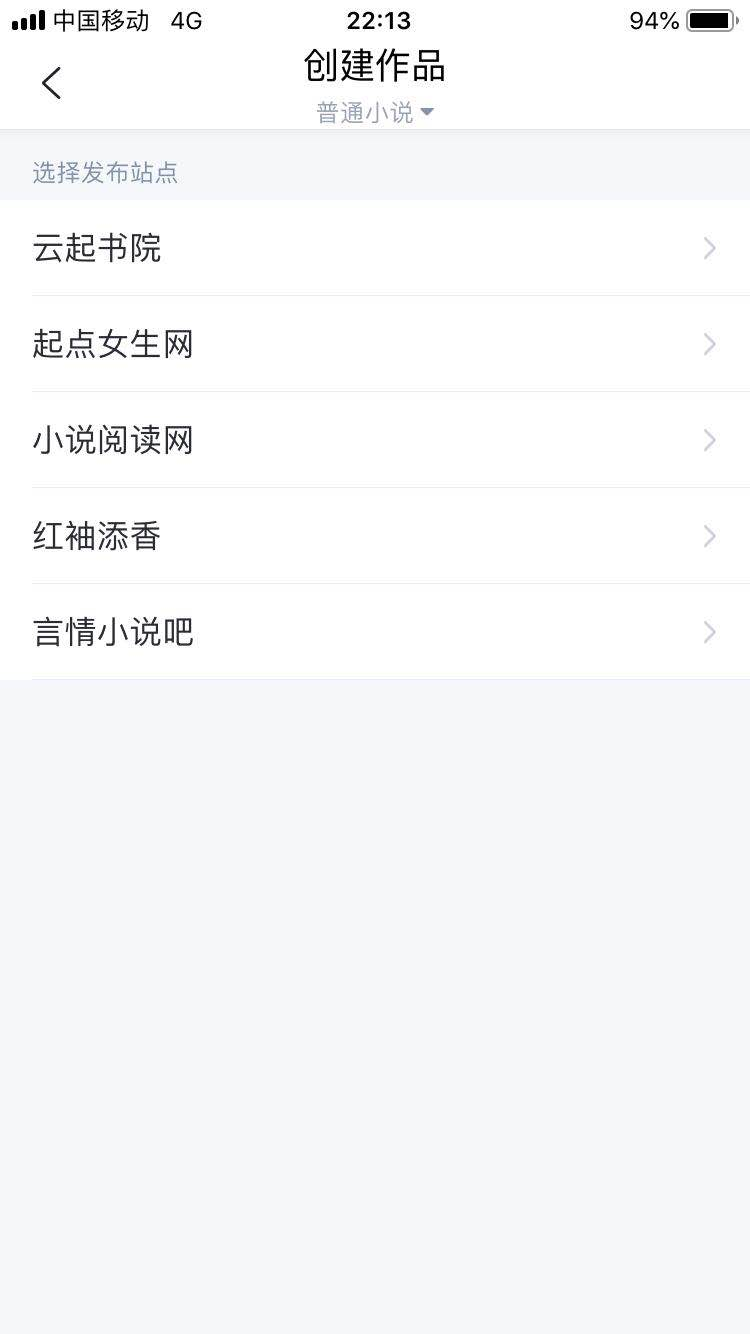 中国移动 4G 22:13 94%
创建作品
普通小说
选择发布站点
云起书院
起点女生网
小说阅读网
红袖添香
言情小说吧